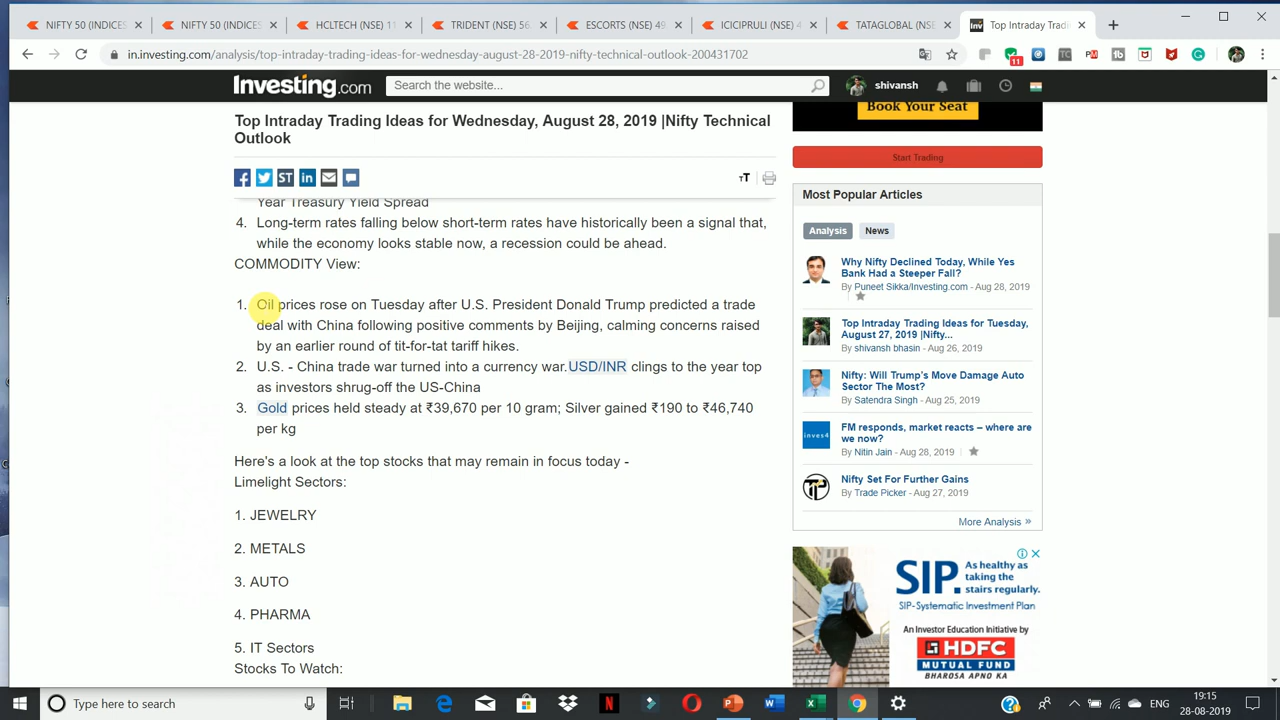 NIFTY 50 (INDICES
NIFTY 50 (INDICES
HCLTECH (NSE) 11
TRIDENT (NSE) 56
ESCORTS (NSE) 49
ICICIPRULI (NSE) 4
TATAGLOBAL (NSE
Top Intraday Tradi
in.investing.com/analysis/top-intraday-trading-ideas-for-wednesday-august-28-2019-nifty-technical-outlook-200431702
11
Investing.com
Search the website...
shivansh
Top Intraday Trading Ideas for Wednesday, August 28, 2019 |Nifty Technical
Outlook
Year Treasury Yield Spread
4. Long-term rates falling below short-term rates have historically been a signal that,
while the economy looks stable now, a recession could be ahead.
COMMODITY View:
1. Oil prices rose on Tuesday after U.S. President Donald Trump predicted a trade
deal with China following positive comments by Beijing, calming concerns raised
by an earlier round of tit-for-tat tariff hikes.
2. U.S. - China trade war turned into a currency war.USD/INR clings to the year top
as investors shrug-off the US-China
3. Gold prices held steady at ₹39,670 per 10 gram; Silver gained ₹190 to ₹46,740
per kg
Here's a look at the top stocks that may remain in focus today -
Limelight Sectors:
1. JEWELRY
2. METALS
3. AUTO
4. PHARMA
5. IT Sectors
Stocks To Watch:
Book Your Seat
Start Trading
Most Popular Articles
Analysis
News
Why Nifty Declined Today, While Yes
Bank Had a Steeper Fall?
By Puneet Sikka/Investing.com - Aug 28, 2019
Top Intraday Trading Ideas for Tuesday,
August 27, 2019 |Nifty...
By shivansh bhasin - Aug 26, 2019
Nifty: Will Trump's Move Damage Auto
Sector The Most?
By Satendra Singh - Aug 25, 2019
FM responds, market reacts – where are
we now?
By Nitin Jain - Aug 28, 2019
Nifty Set For Further Gains
By Trade Picker - Aug 27, 2019
More Analysis »
SIP.
As healthy as
taking the
stairs regularly.
SIP-Systematic Investment Plan
An Investor Education Initiative by
HDFC
MUTUAL FUND
BHAROSA APNO KA
Type here to search
ENG
19:15
28-08-2019